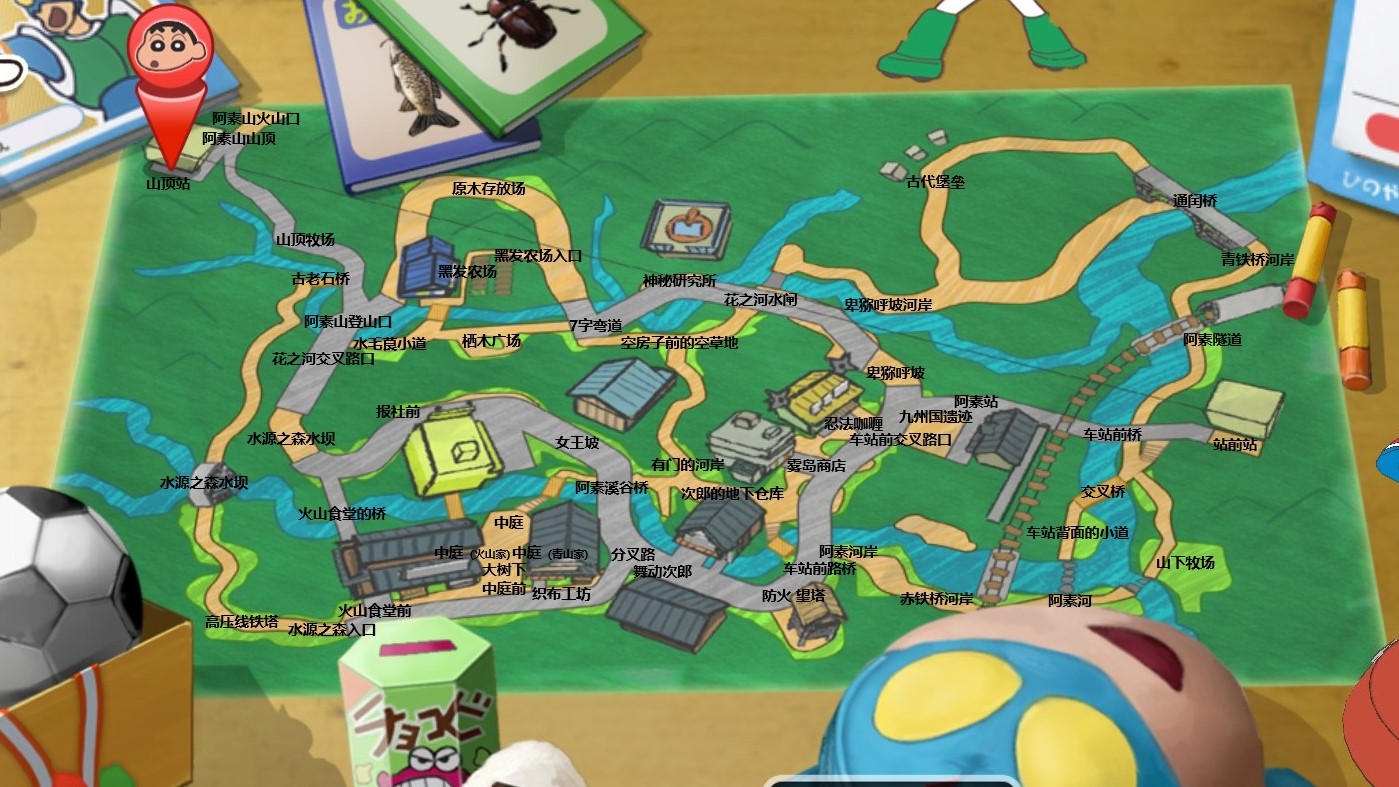 お
ん
ひのや
阿素山火山口
阿素山山顶
山顶站
原木存放场
古代堡垒
通闰桥
山顶牧场
黑发农场入口
青铁桥河岸
古老石桥
黑发农场
神秘研究所
花之河水闸
卑猕呼坡河岸
阿素山登山口
7字弯道
水毛莨小道
栖木广场
空房子前的空草地
阿素隧道
花之河交叉路口
卑猕呼坡
报社前
阿素站
九州国遗迹
忍法咖喱
车站前交叉路口
车站前桥
站前站
水源之森水坝
女王坡
有门的河岸
雾岛商店
水源之森水坝
阿素溪谷桥
次郎的地下仓库
交叉桥
火山食堂的桥
中庭
车站背面的小道
中庭（火山家）
中庭（青山家）
分叉路
阿素河岸
大树下
舞动次郎
车站前路桥
山下牧场
中庭前
织布工坊
防火 望塔
赤铁桥河岸
阿素河
火山食堂前
高压线铁塔
水源之森入口
チョコビ